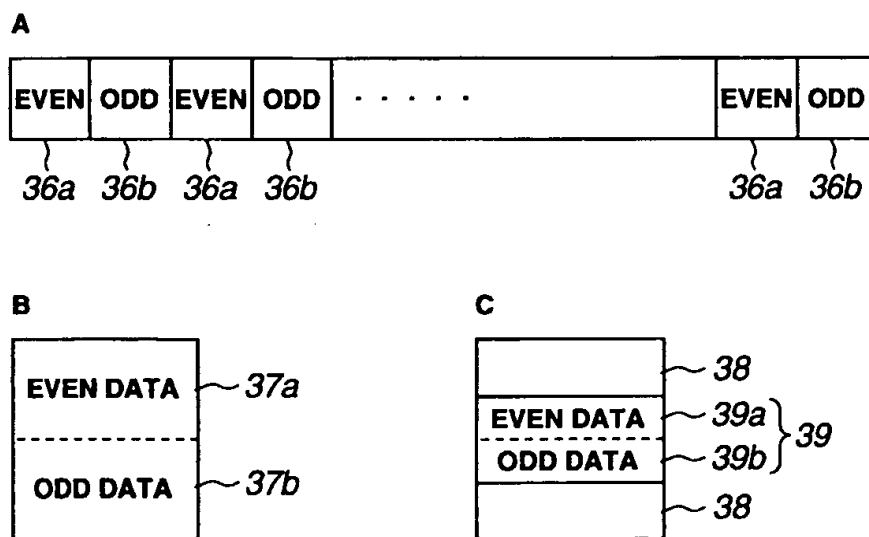 A
EVEN ODD EVEN ODD ..... EVEN ODD
36a 36b 36a 36b 36a 36b
B
EVEN DATA 37a
ODD DATA 37b
C
38
EVEN DATA 39a
39
ODD DATA 39b
38